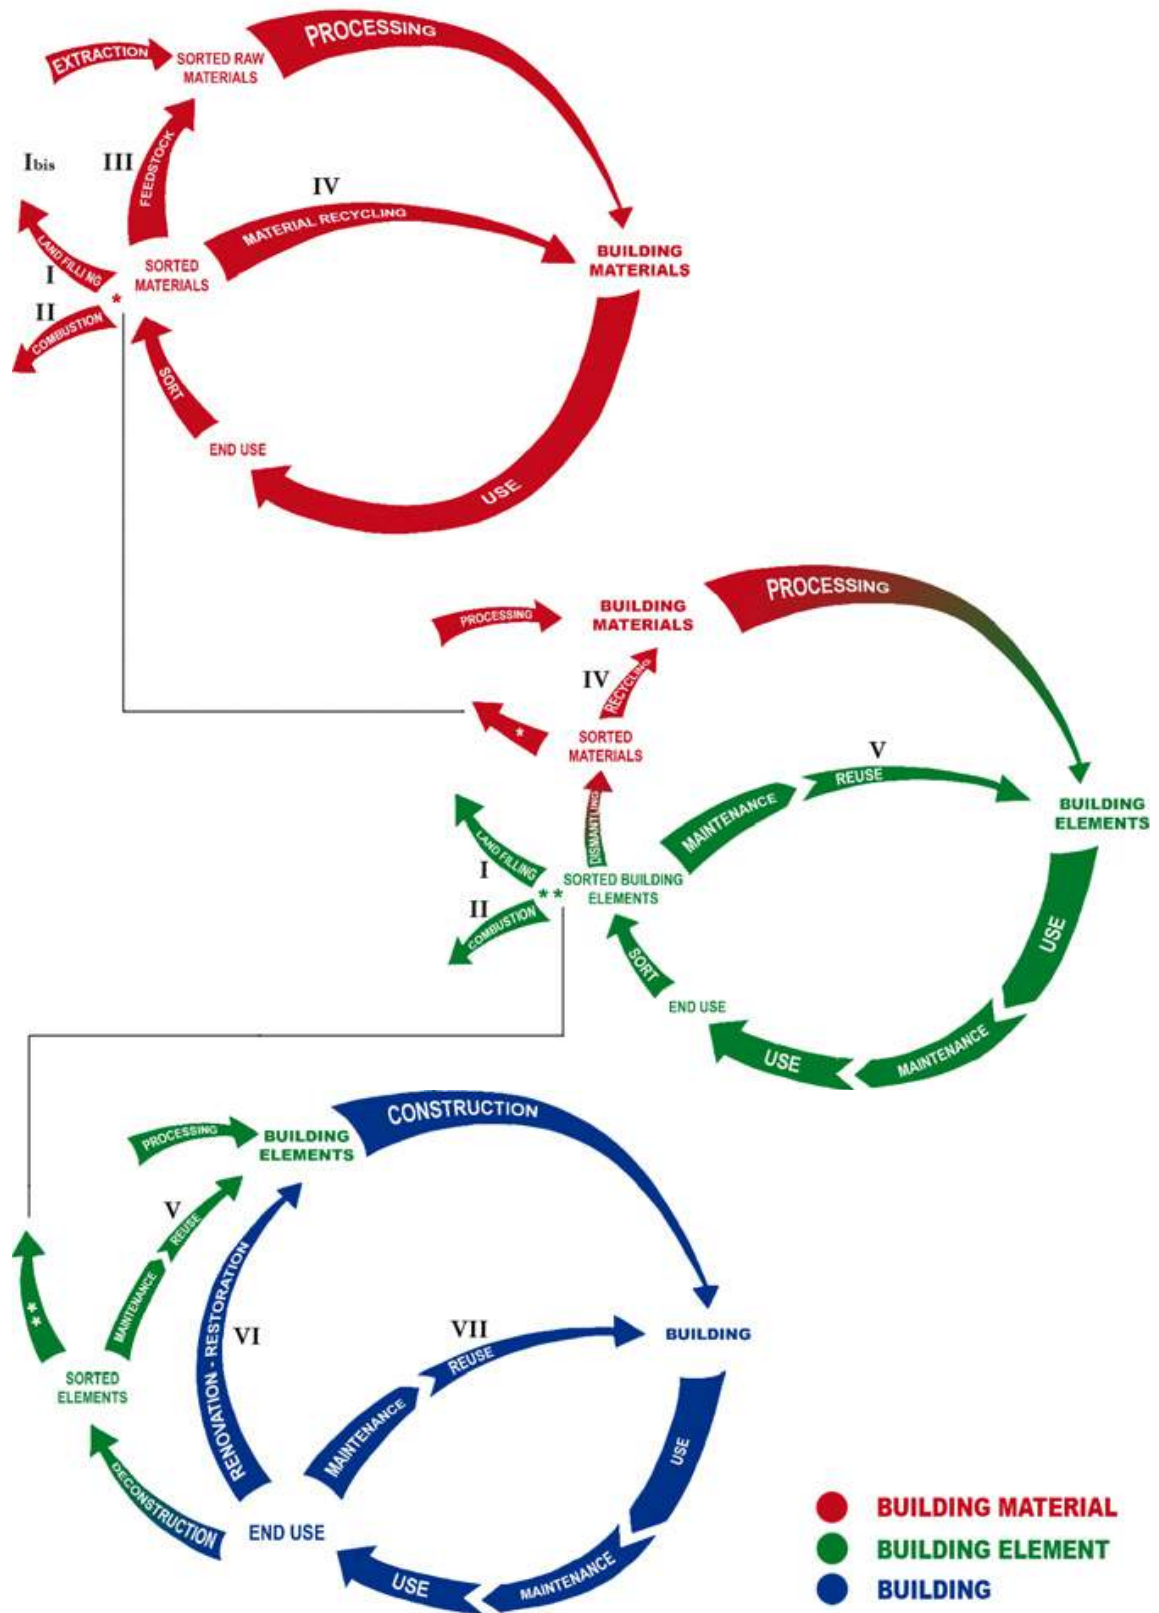 PROCESSING
EXTRACTION
SORTED RAW
MATERIALS
Ibis
III
FEEDSTOCK
IV
MATERIAL RECYCLING
LAND FILLING
I
SORTED
MATERIALS
*
BUILDING
MATERIALS
II
COMBUSTION
SORT
END USE
USE
PROCESSING
PROCESSING
BUILDING
MATERIALS
IV
RECYCLING
*
SORTED
MATERIALS
V
REUSE
MAINTENANCE
DISMANTLING
BUILDING
ELEMENTS
LAND FILLING
I
SORTED BUILDING
ELEMENTS
**
II
COMBUSTION
SORT
USE
END USE
MAINTENANCE
USE
CONSTRUCTION
PROCESSING
BUILDING
ELEMENTS
V
REUSE
MAINTENANCE
**
RENOVATION - RESTORATION
VI
VII
REUSE
BUILDING
SORTED
ELEMENTS
MAINTENANCE
USE
DECONSTRUCTION
END USE
USE
MAINTENANCE
BUILDING MATERIAL
BUILDING ELEMENT
BUILDING